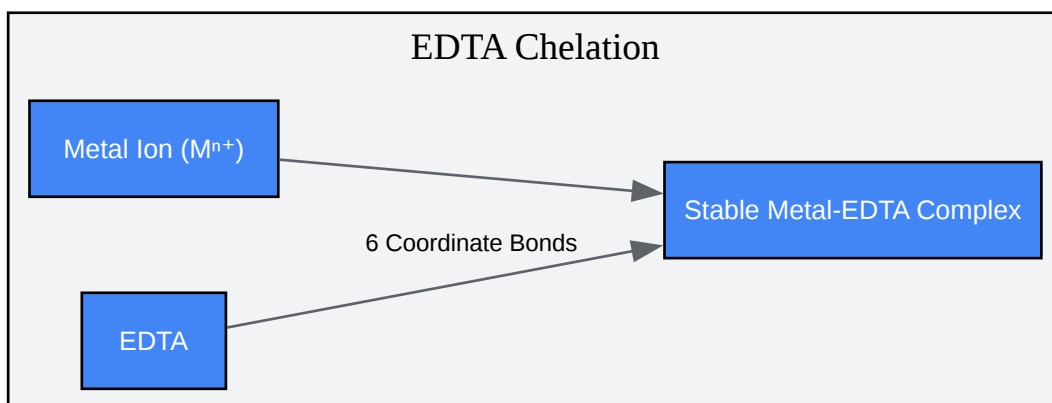 EDTA Chelation
Metal Ion (Mⁿ⁺)
Stable Metal-EDTA Complex
6 Coordinate Bonds
EDTA